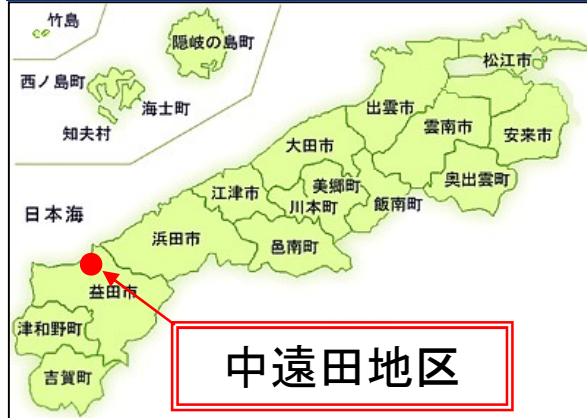 竹島
隠岐の島町
西ノ島町
海士町
知夫村
松江市
出雲市
雲南市
安来市
大田市
奥出雲町
美郷町
江津市
川本町
飯南町
日本海
浜田市
邑南町
益田市
津和野町
中遠田地区
吉賀町